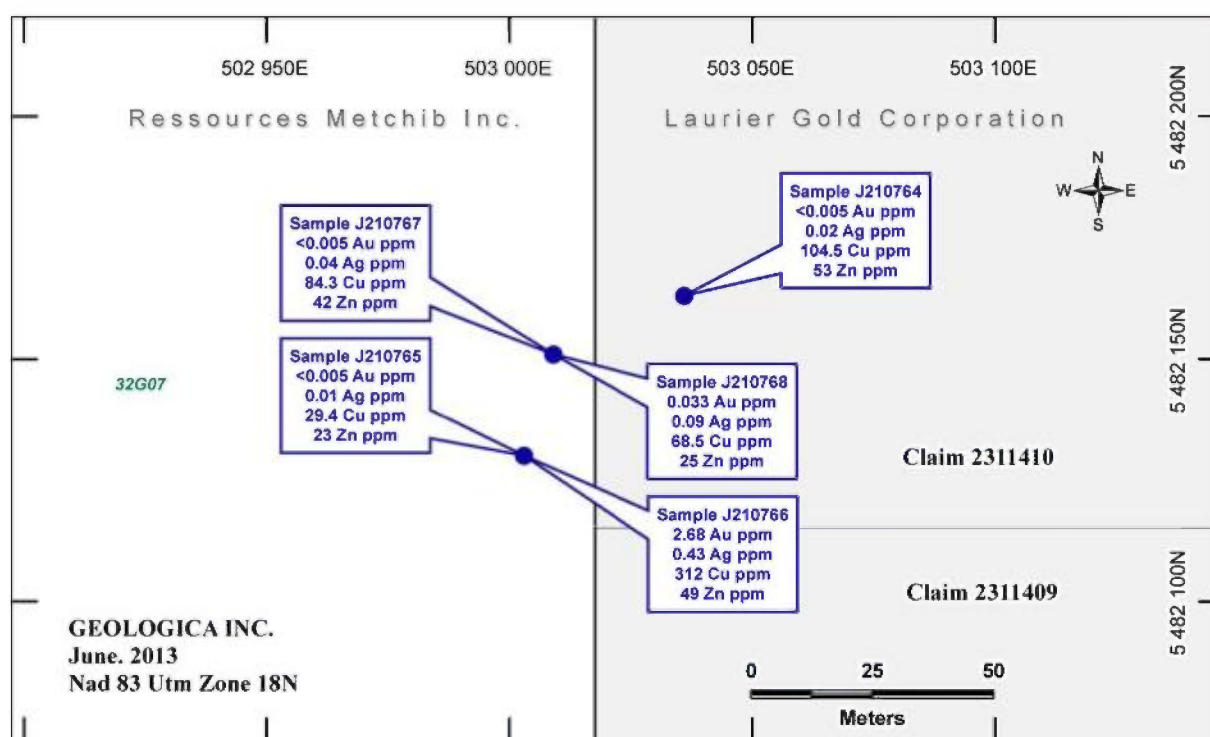 502 950E
503 000E
503 050E
503 100E
5 482 200N
Ressources Metchib Inc.
Laurier Gold Corporation
N
W
E
S
Sample J210764
<0.005 Au ppm
0.02 Ag ppm
104.5 Cu ppm
53 Zn ppm
Sample J210767
<0.005 Au ppm
0.04 Ag ppm
84.3 Cu ppm
42 Zn ppm
5 482 150N
Sample J210765
<0.005 Au ppm
0.01 Ag ppm
29.4 Cu ppm
23 Zn ppm
32G07
Sample J210768
0.033 Au ppm
0.09 Ag ppm
68.5 Cu ppm
25 Zn ppm
Claim 2311410
Sample J210766
2.68 Au ppm
0.43 Ag ppm
312 Cu ppm
49 Zn ppm
Claim 2311409
5 482 100N
GEOLOGICA INC.
June. 2013
Nad 83 Utm Zone 18N
0
25
50
Meters